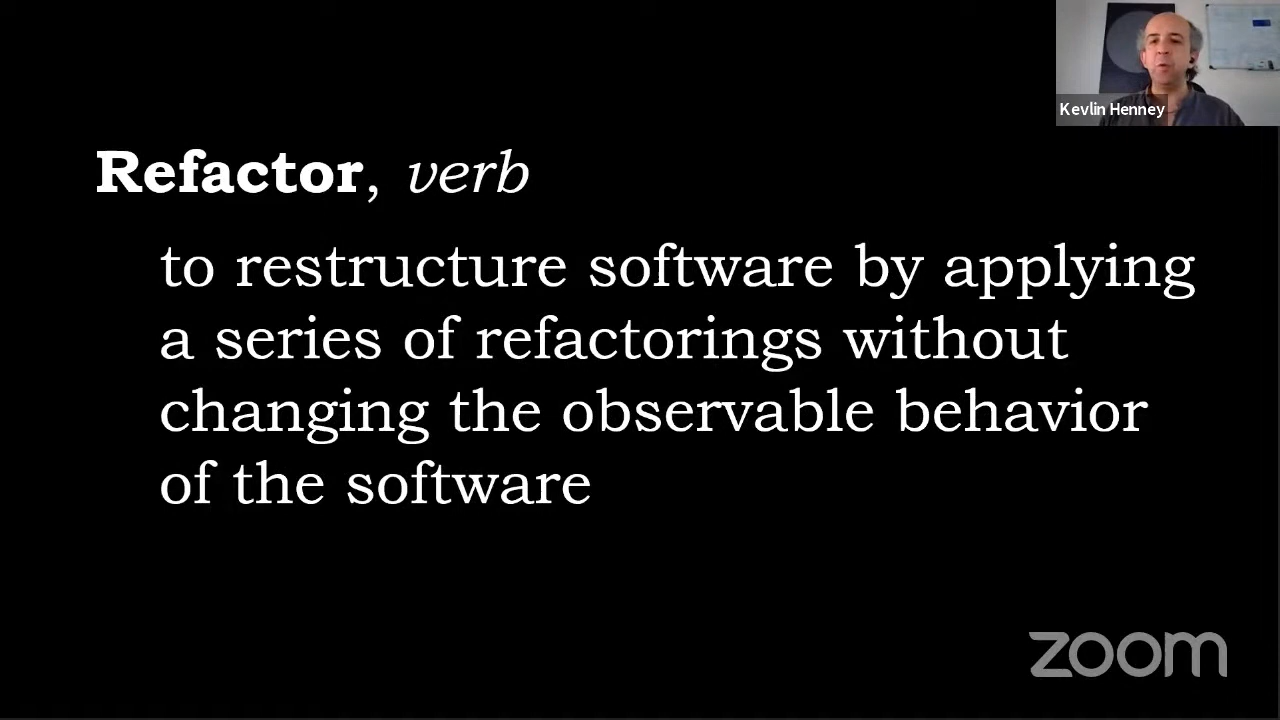 Kevlin Henney
Refactor, verb
to restructure software by applying
a series of refactorings without
changing the observable behavior
of the software
zoom